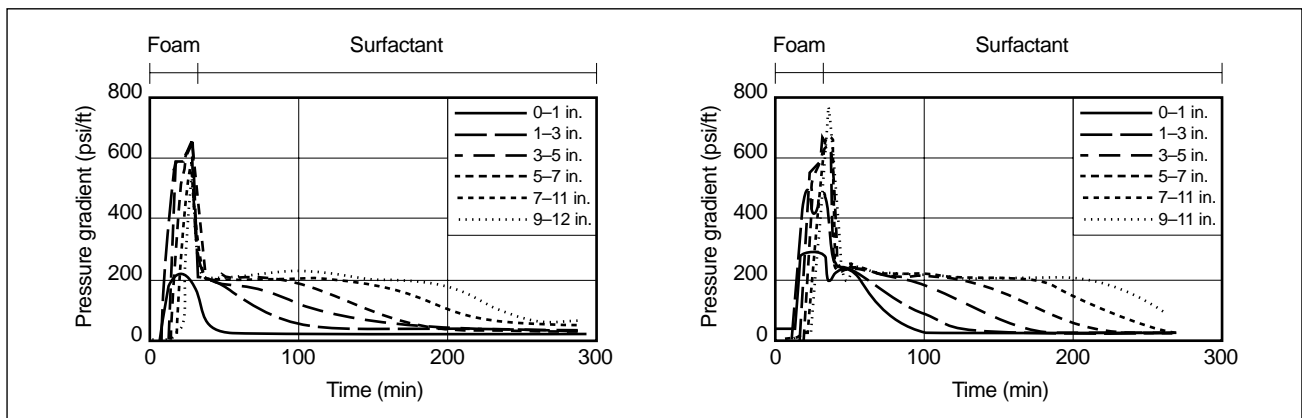 Foam Surfactant
800
600
400
200
0
Pressure gradient (psi/ft)
0–1 in.
1–3 in.
3–5 in.
5–7 in.
7–11 in.
9–12 in.
0 100 200 300
Time (min)
Foam Surfactant
800
600
400
200
0
Pressure gradient (psi/ft)
0–1 in.
1–3 in.
3–5 in.
5–7 in.
7–11 in.
9–11 in.
0 100 200 300
Time (min)